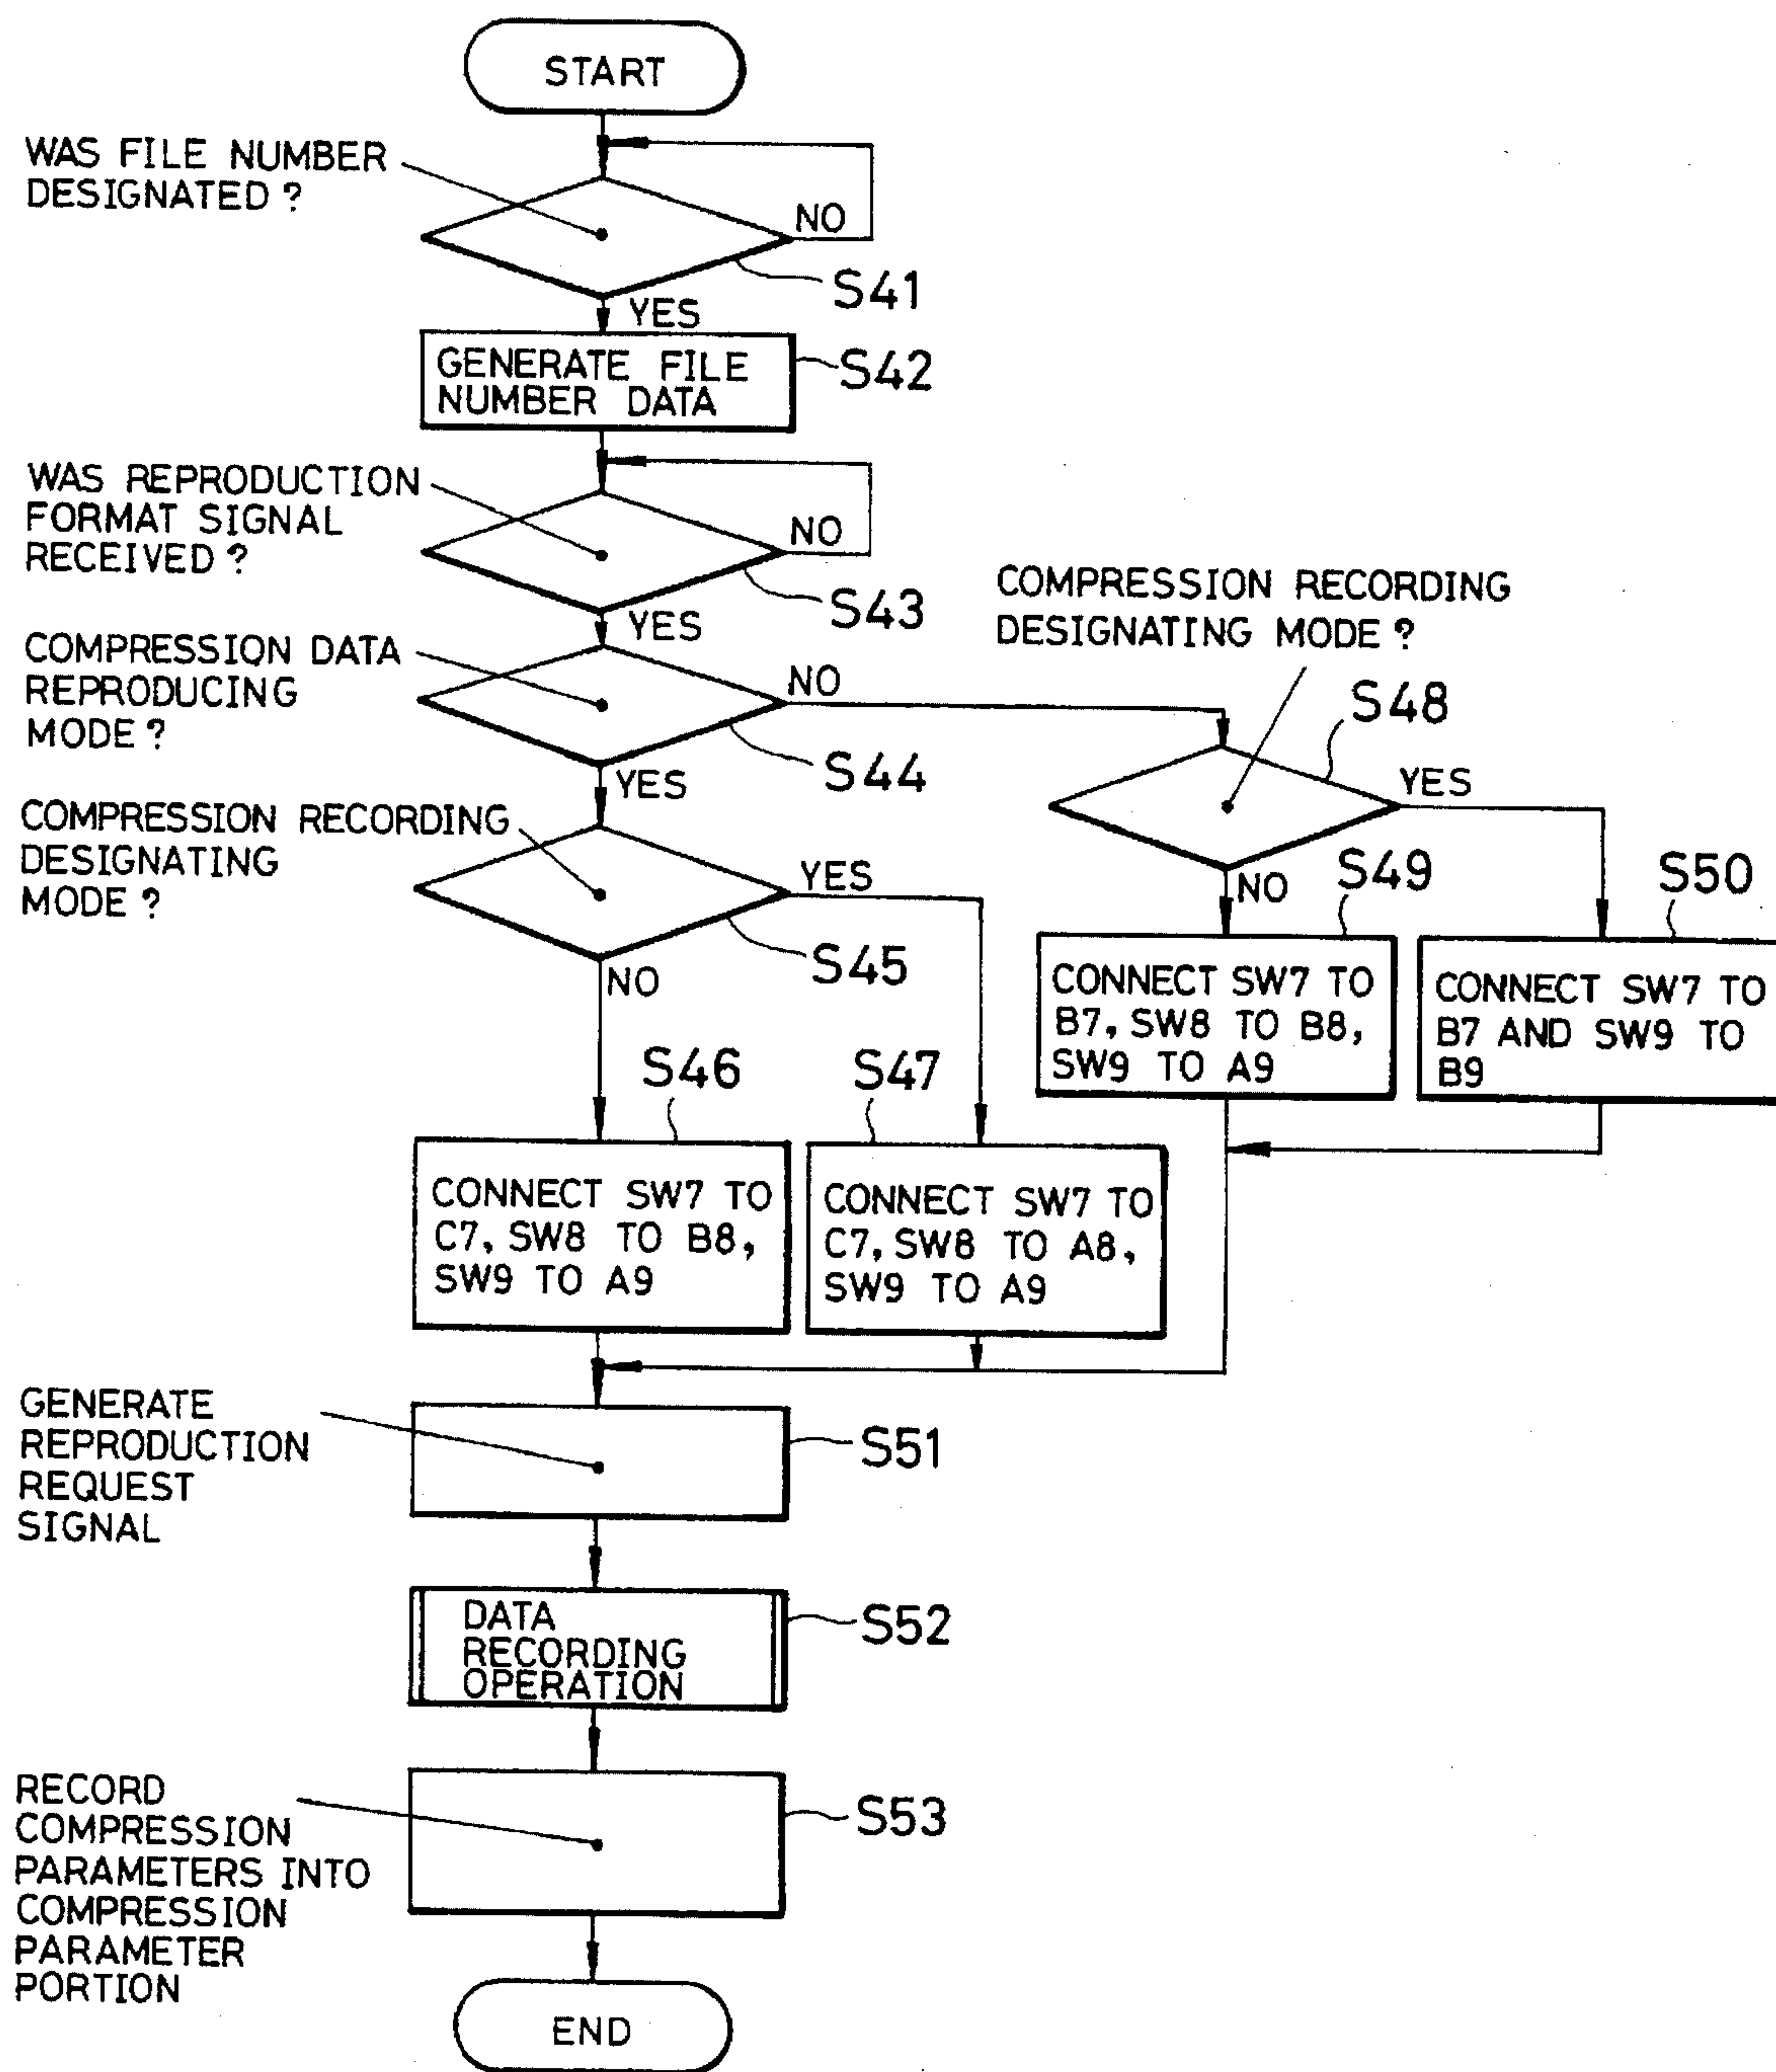 START
WAS FILE NUMBER
DESIGNATED ?
NO
S41
YES
GENERATE FILE
NUMBER DATA
S42
WAS REPRODUCTION
FORMAT SIGNAL
RECEIVED ?
NO
S43
YES
COMPRESSION DATA
REPRODUCING
MODE ?
NO
S44
YES
COMPRESSION RECORDING
DESIGNATING MODE ?
S48
YES
NO
COMPRESSION RECORDING
DESIGNATING
MODE ?
YES
S45
NO
S49
CONNECT SW7 TO
B7, SW8 TO B8,
SW9 TO A9
S50
CONNECT SW7 TO
B7 AND SW9 TO
B9
S46
CONNECT SW7 TO
C7, SW8 TO B8,
SW9 TO A9
S47
CONNECT SW7 TO
C7, SW8 TO A8,
SW9 TO A9
GENERATE
REPRODUCTION
REQUEST
SIGNAL
S51
DATA
RECORDING
OPERATION
S52
RECORD
COMPRESSION
PARAMETERS INTO
COMPRESSION
PARAMETER
PORTION
S53
END